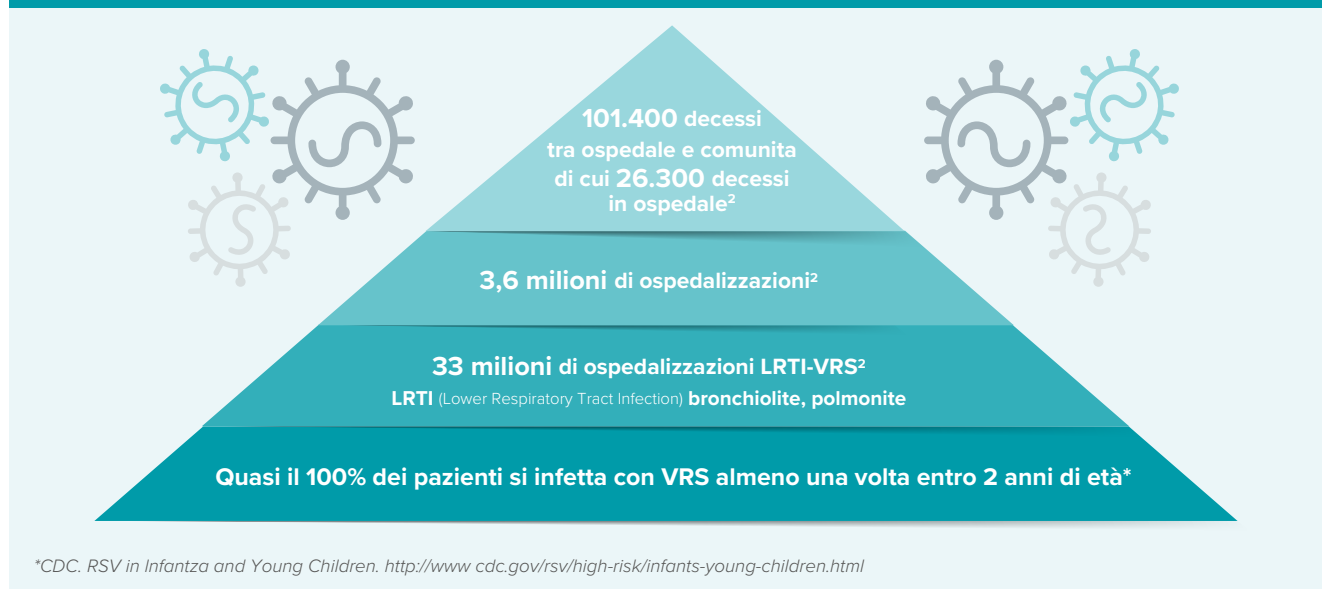 101.400 decessi
tra ospedale e comunita
di cui 26.300 decessi
in ospedale²
3,6 milioni di ospedalizzazioni²
33 milioni di ospedalizzazioni LRTI-VRS²
LRTI (Lower Respiratory Tract Infection) bronchiolite, polmonite
Quasi il 100% dei pazienti si infetta con VRS almeno una volta entro 2 anni di età*
*CDC. RSV in Infantza and Young Children. http://www cdc.gov/rsv/high-risk/infants-young-children.html